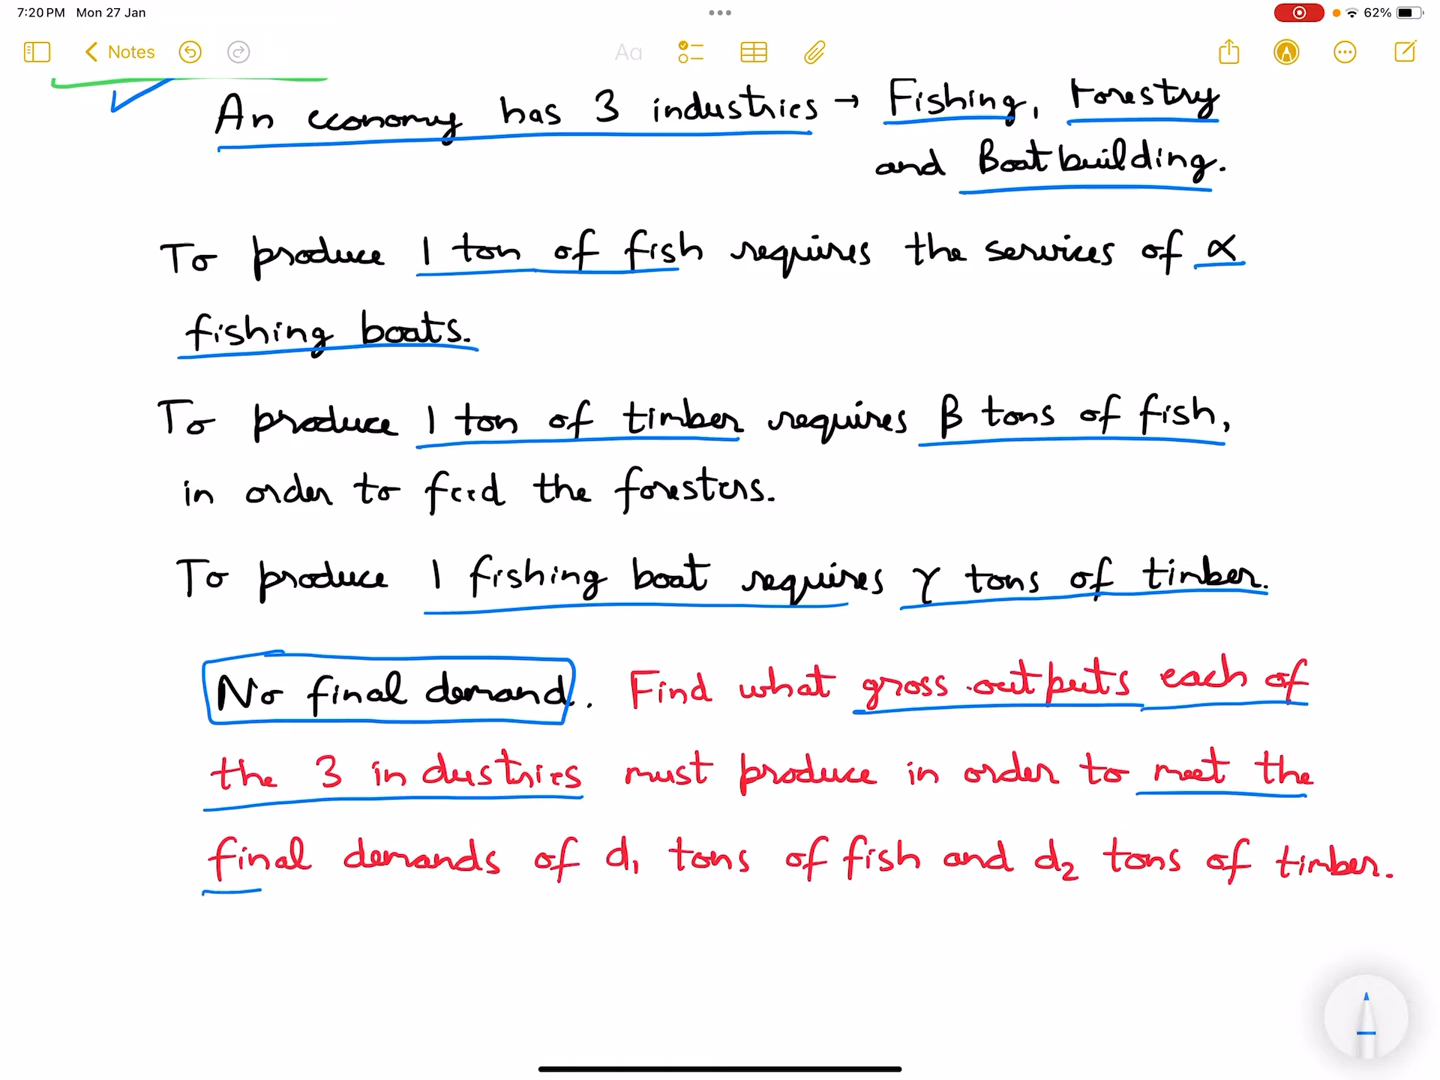 7:20 PM Mon 27 Jan
62%
Notes
Aa
An economy has 3 industries → Fishing, Forestry
and Boatbuilding.
To produce 1 ton of fish requires the services of α
fishing boats.
To produce 1 ton of timber requires β tons of fish,
in order to feed the foresters.
To produce 1 fishing boat requires γ tons of timber.
No final demand. Find what gross outputs each of
the 3 industries must produce in order to meet the
final demands of d₁ tons of fish and d₂ tons of timber.